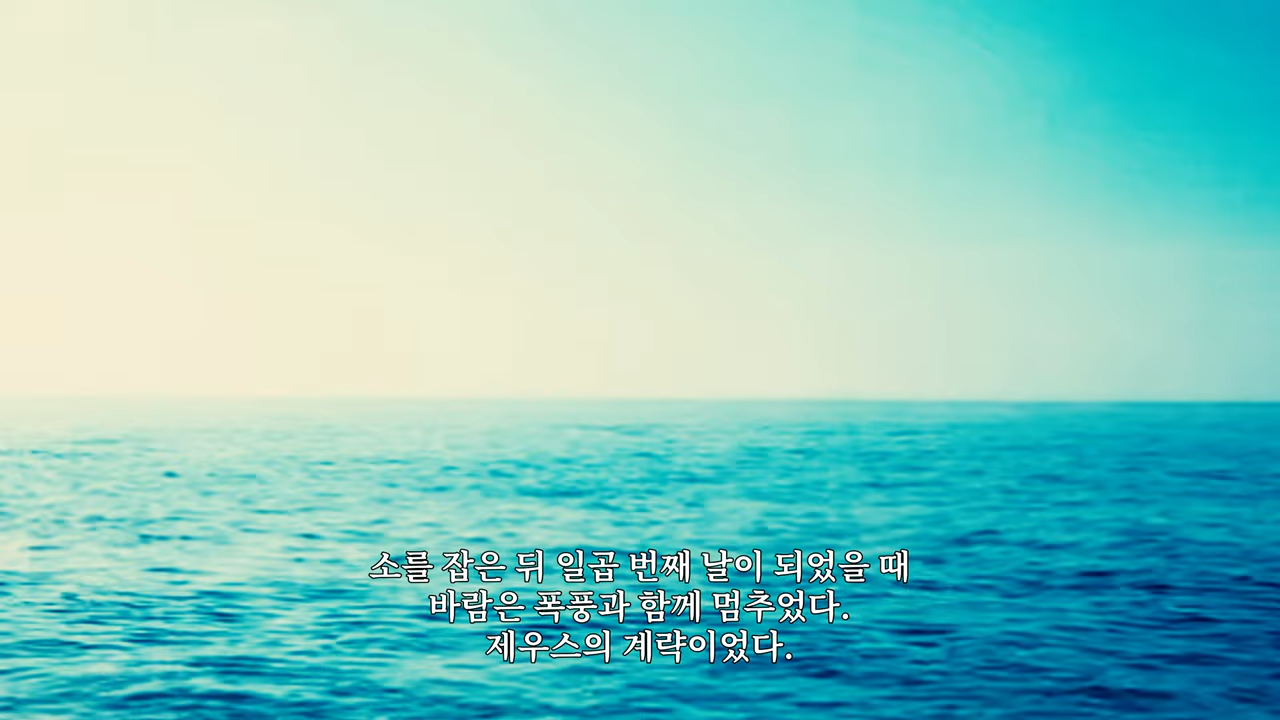 소를 잡은 뒤 일곱 번째 날이 되었을 때
바람은 폭풍과 함께 멈추었다.
제우스의 계략이었다.